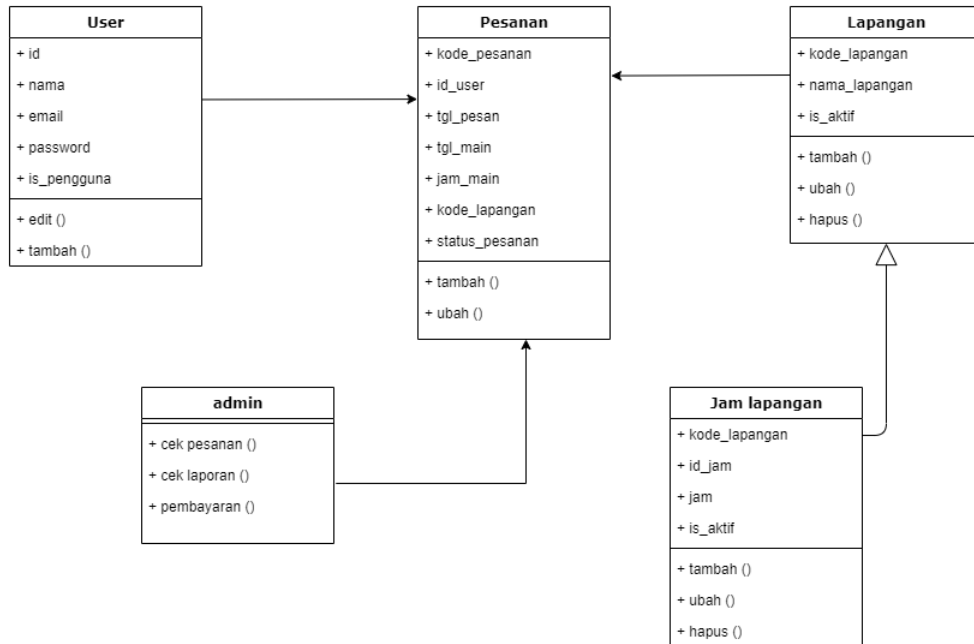 User
+ id
+ nama
+ email
+ password
+ is_pengguna
+ edit ()
+ tambah ()
Pesanan
+ kode_pesanan
+ id_user
+ tgl_pesan
+ tgl_main
+ jam_main
+ kode_lapangan
+ status_pesanan
+ tambah ()
+ ubah ()
Lapangan
+ kode_lapangan
+ nama_lapangan
+ is_aktif
+ tambah ()
+ ubah ()
+ hapus ()
admin
+ cek pesanan ()
+ cek laporan ()
+ pembayaran ()
Jam lapangan
+ kode_lapangan
+ id_jam
+ jam
+ is_aktif
+ tambah ()
+ ubah ()
+ hapus ()